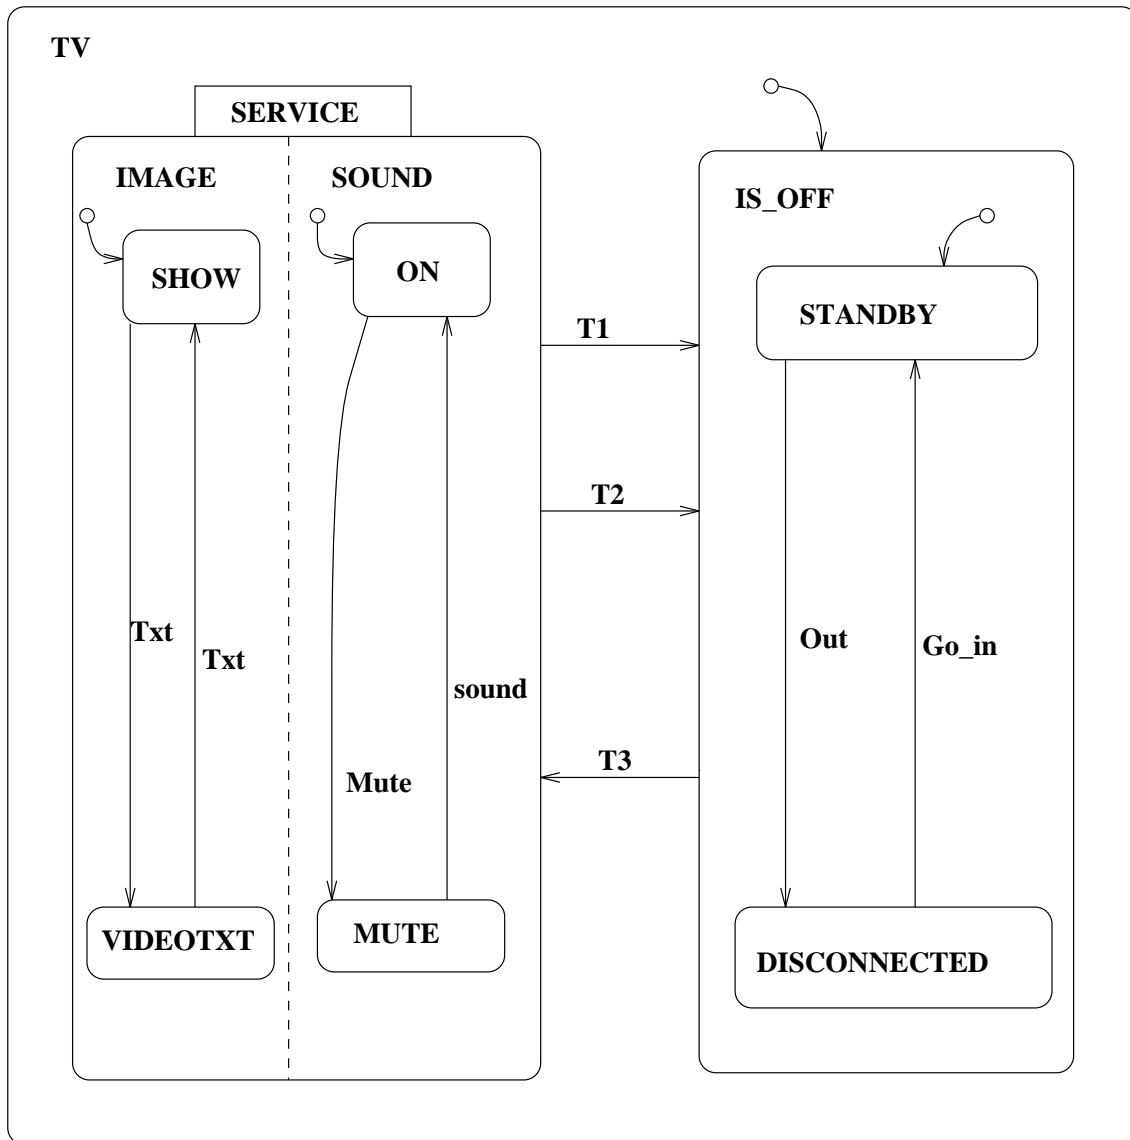 TV
SERVICE
IMAGE
SOUND
IS_OFF
SHOW
ON
STANDBY
T1
T2
Txt
Txt
sound
Out
Go_in
T3
Mute
VIDEOTXT
MUTE
DISCONNECTED